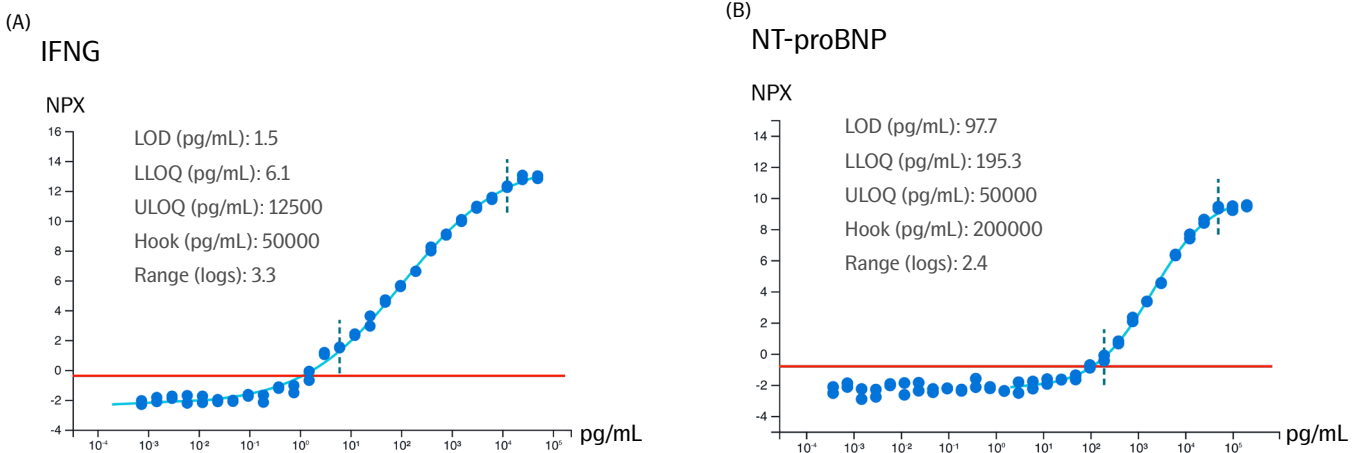 (A)
IFNG
NPX
LOD (pg/mL): 1.5
LLOQ (pg/mL): 6.1
ULOQ (pg/mL): 12500
Hook (pg/mL): 50000
Range (logs): 3.3
16
14
12
10
8
6
4
2
0
-2
-4
10⁻⁴ 10⁻³ 10⁻² 10⁻¹ 10⁰ 10¹ 10² 10³ 10⁴ 10⁵
pg/mL
(B)
NT-proBNP
NPX
LOD (pg/mL): 97.7
LLOQ (pg/mL): 195.3
ULOQ (pg/mL): 50000
Hook (pg/mL): 200000
Range (logs): 2.4
14
12
10
8
6
4
2
0
-2
-4
10⁻⁴ 10⁻³ 10⁻² 10⁻¹ 10⁰ 10¹ 10² 10³ 10⁴ 10⁵
pg/mL